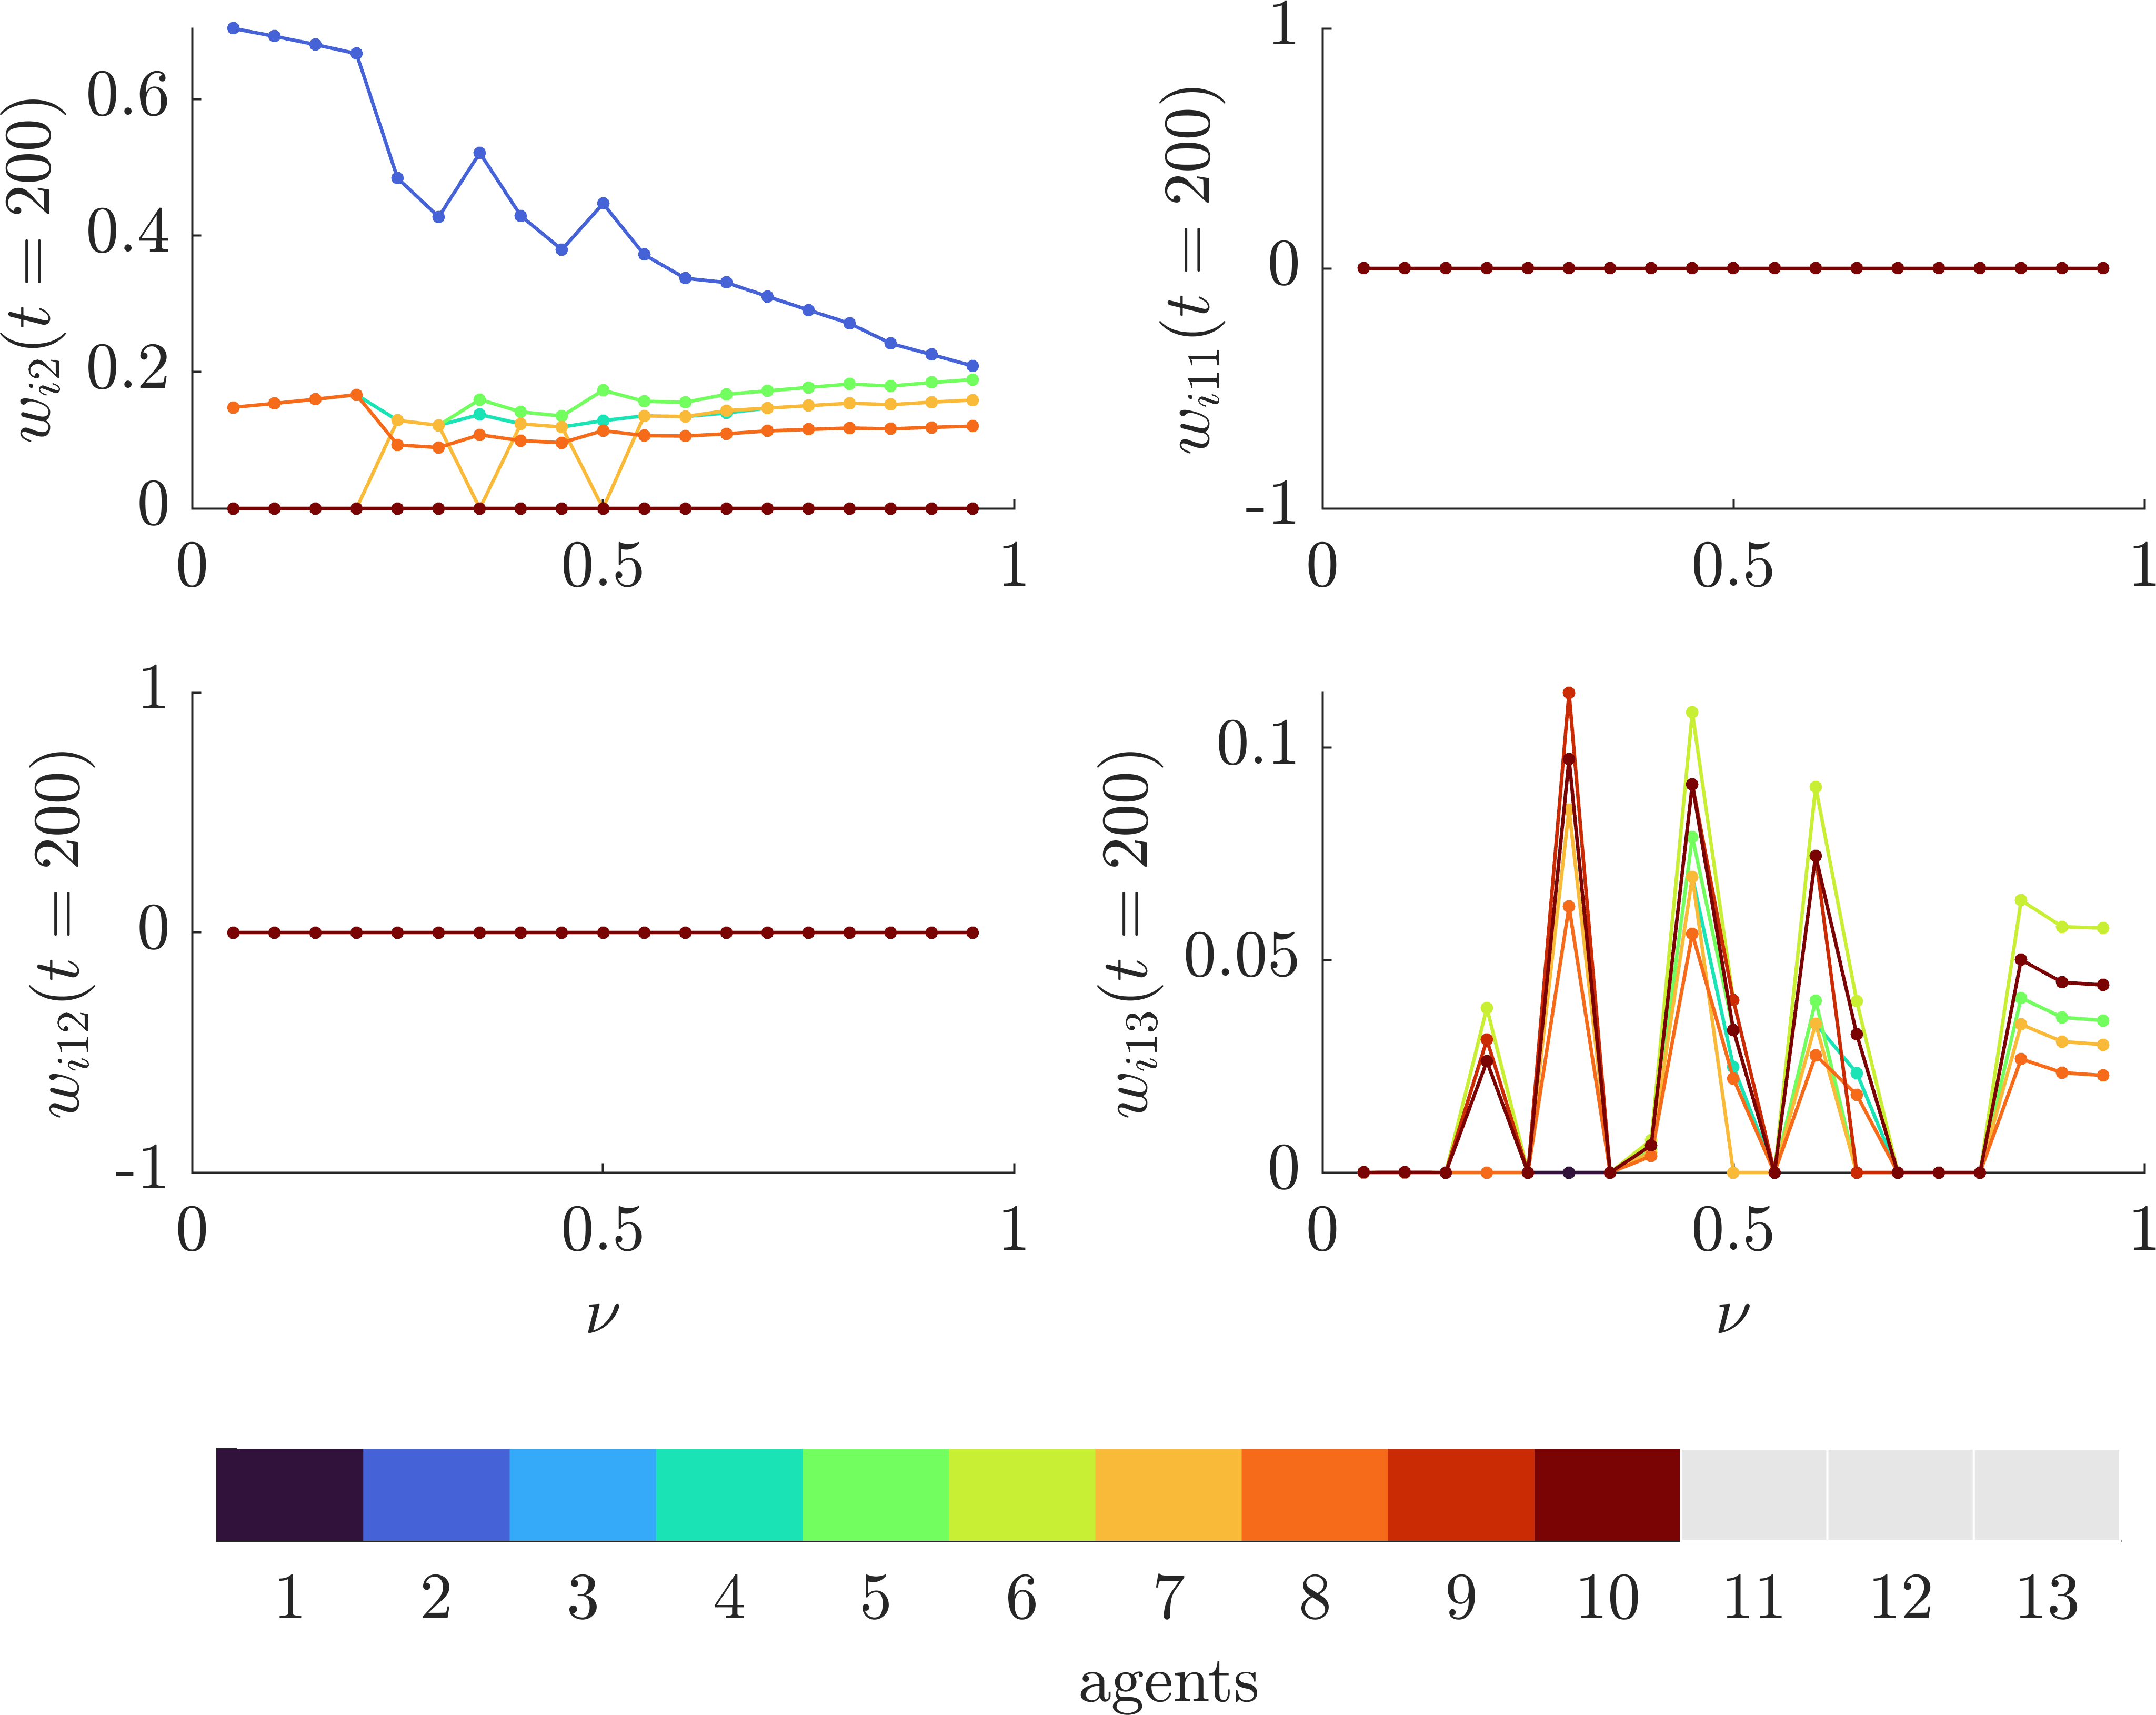 w_{i2}(t = 200)
0.6
0.4
0.2
0
0 0.5 1
w_{i11}(t = 200)
1
0
-1
0 0.5 1
w_{i12}(t = 200)
1
0
-1
0 0.5 1
ν
w_{i13}(t = 200)
0.1
0.05
0
0 0.5 1
ν
1 2 3 4 5 6 7 8 9 10 11 12 13
agents